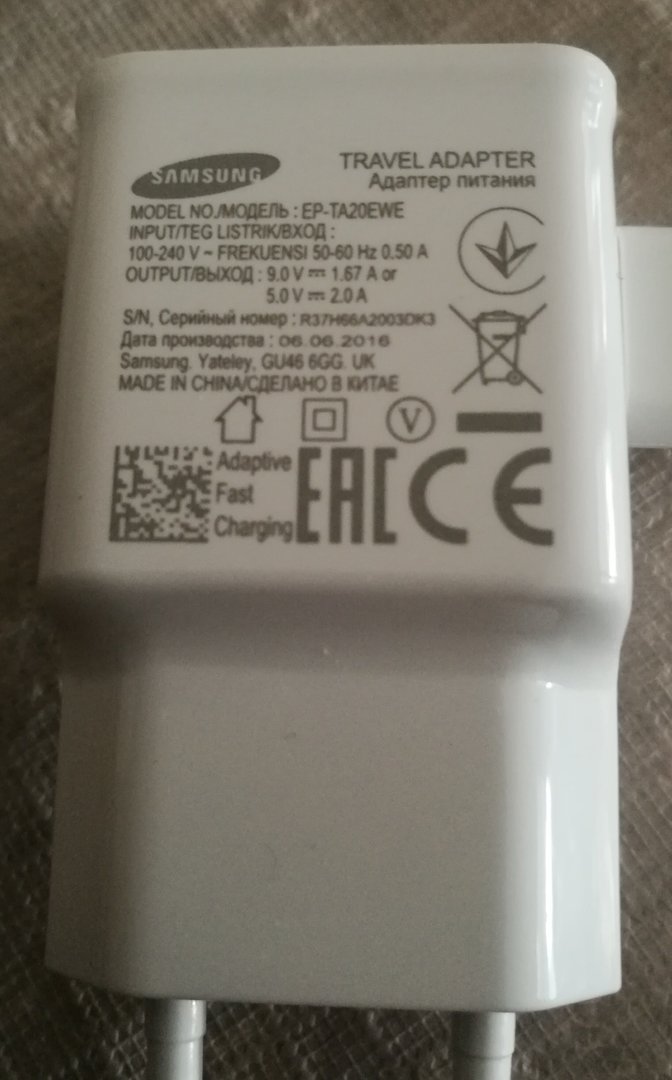 SAMSUNG
TRAVEL ADAPTER
Адаптер питания
MODEL NO./МОДЕЛЬ : EP-TA20EWE
INPUT/TEG LISTRIK/ВХОД :
100-240 V ~ FREKUENSI 50-60 Hz 0.50 A
OUTPUT/ВЫХОД : 9.0 V ⎓ 1.67 A or
5.0 V ⎓ 2.0 A
S/N, Серийный номер : R37H66A2003DK3
Дата производства : 06.06.2016
Samsung. Yateley, GU46 6GG. UK
MADE IN CHINA/СДЕЛАНО В КИТАЕ
V
Adaptive
Fast
Charging
EAC CE